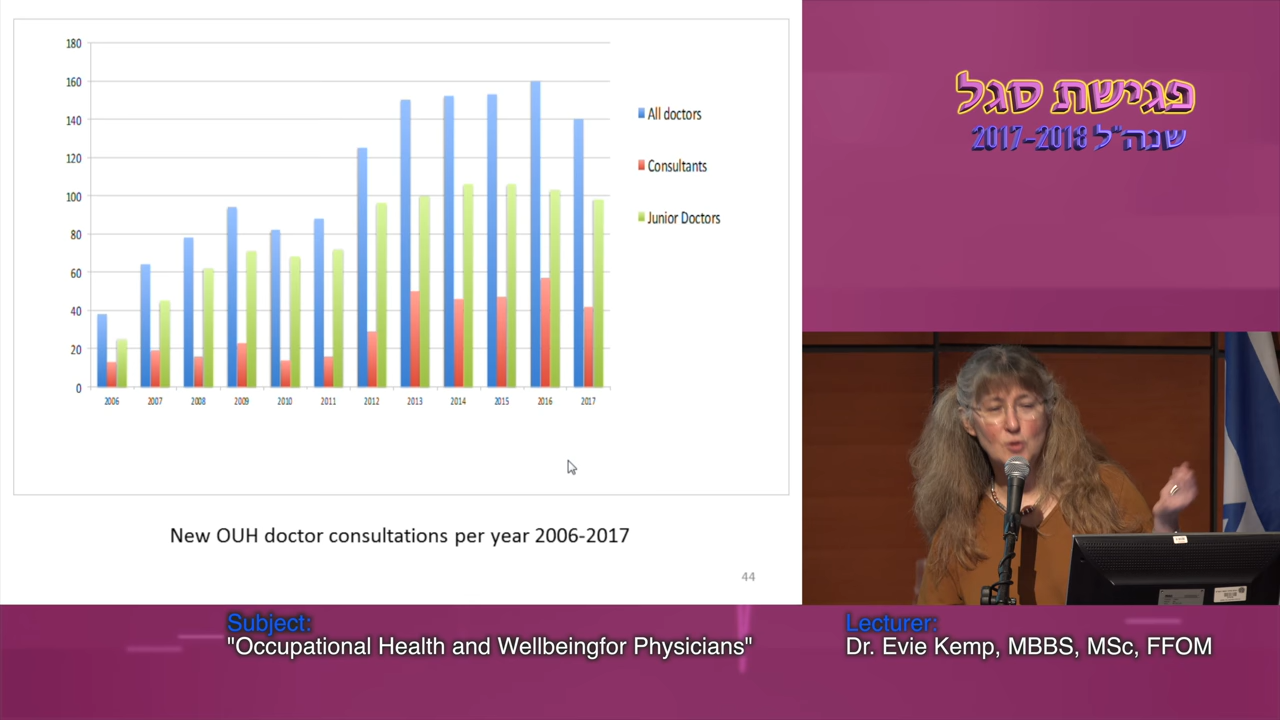 180
160
140
120
100
80
60
40
20
0
2006 2007 2008 2009 2010 2011 2012 2013 2014 2015 2016 2017
All doctors
Consultants
Junior Doctors
New OUH doctor consultations per year 2006-2017
44
פגישת סגל
שנה"ל 2017-2018
Subject:
"Occupational Health and Wellbeingfor Physicians"
Lecturer:
Dr. Evie Kemp, MBBS, MSc, FFOM